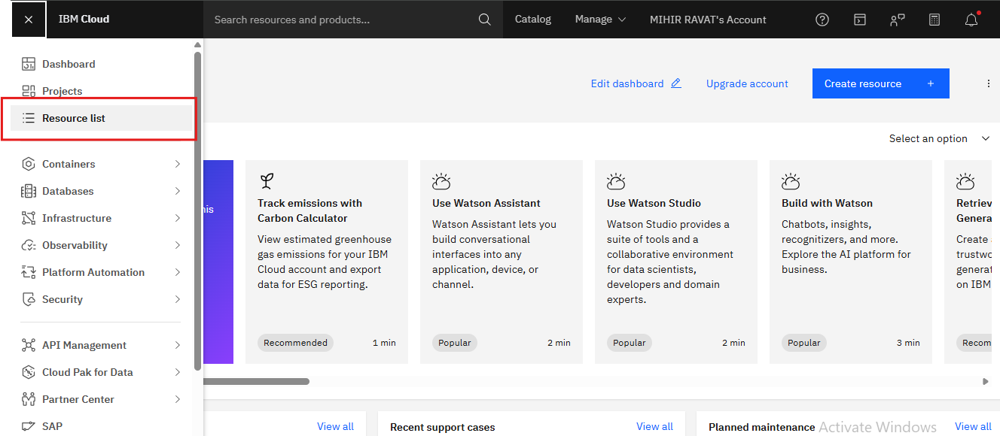 IBM Cloud
Search resources and products...
Catalog
Manage
MIHIR RAVAT's Account
Dashboard
Projects
Resource list
Containers
Databases
Infrastructure
Observability
Platform Automation
Security
API Management
Cloud Pak for Data
Partner Center
SAP
Edit dashboard
Upgrade account
Create resource +
Select an option
Track emissions with
Carbon Calculator
View estimated greenhouse
gas emissions for your IBM
Cloud account and export
data for ESG reporting.
Recommended
1 min
Use Watson Assistant
Watson Assistant lets you
build conversational
interfaces into any
application, device, or
channel.
Popular
2 min
Use Watson Studio
Watson Studio provides a
suite of tools and a
collaborative environment
for data scientists,
developers and domain
experts.
Popular
2 min
Build with Watson
Chatbots, insights,
recognitizers, and more.
Explore the AI platform for
business.
Popular
3 min
Retriev
Genera
Create
trustwo
generat
on IBM
Recom
View all
Recent support cases
View all
Planned maintenance
View all
Activate Windows